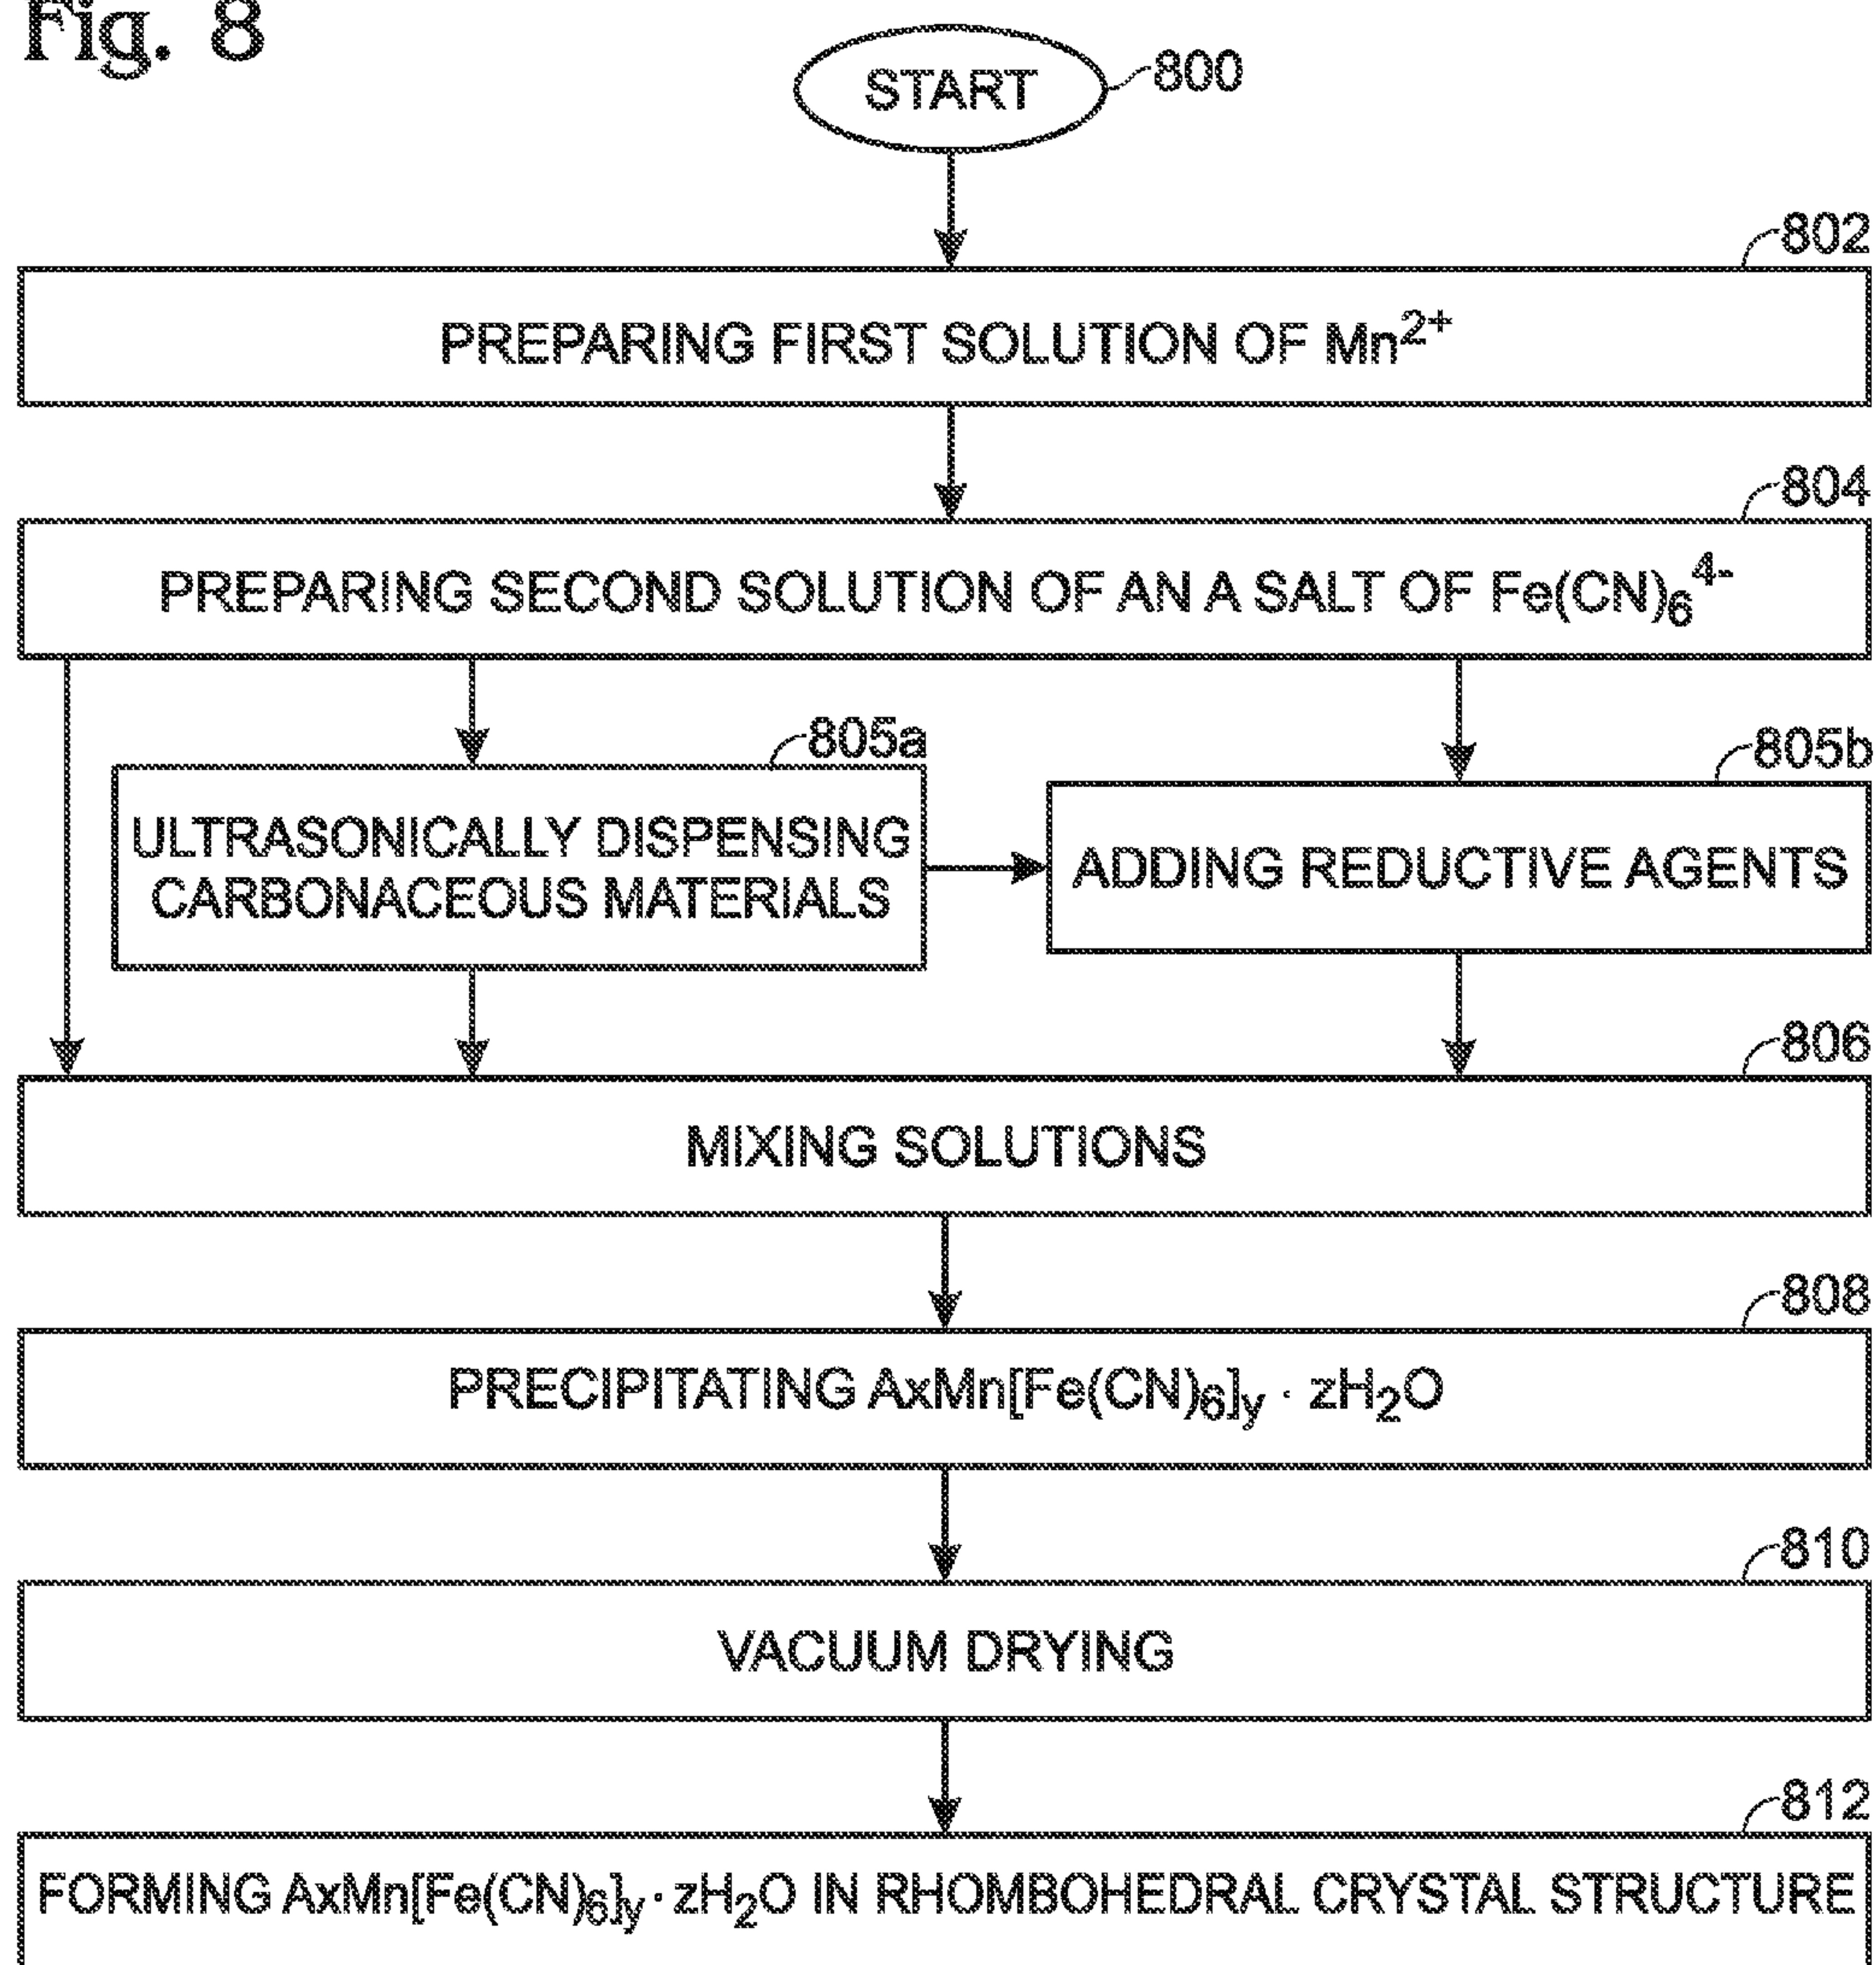 Fig. 8
START
800
802
PREPARING FIRST SOLUTION OF Mn²⁺
804
PREPARING SECOND SOLUTION OF AN A SALT OF Fe(CN)₆⁴⁻
805a
ULTRASONICALLY DISPENSING
CARBONACEOUS MATERIALS
805b
ADDING REDUCTIVE AGENTS
806
MIXING SOLUTIONS
808
PRECIPITATING AxMn[Fe(CN)₆]y · zH₂O
810
VACUUM DRYING
812
FORMING AxMn[Fe(CN)₆]y · zH₂O IN RHOMBOHEDRAL CRYSTAL STRUCTURE